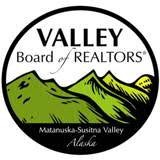 VALLEY
Board of REALTORS®
Matanuska-Susitna Valley
Alaska